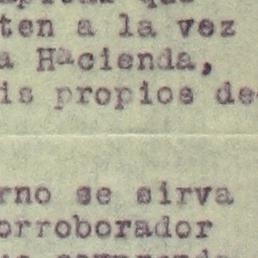 ten a la vez
a Hacienda,
is propios de
rno se sirva
orroborador